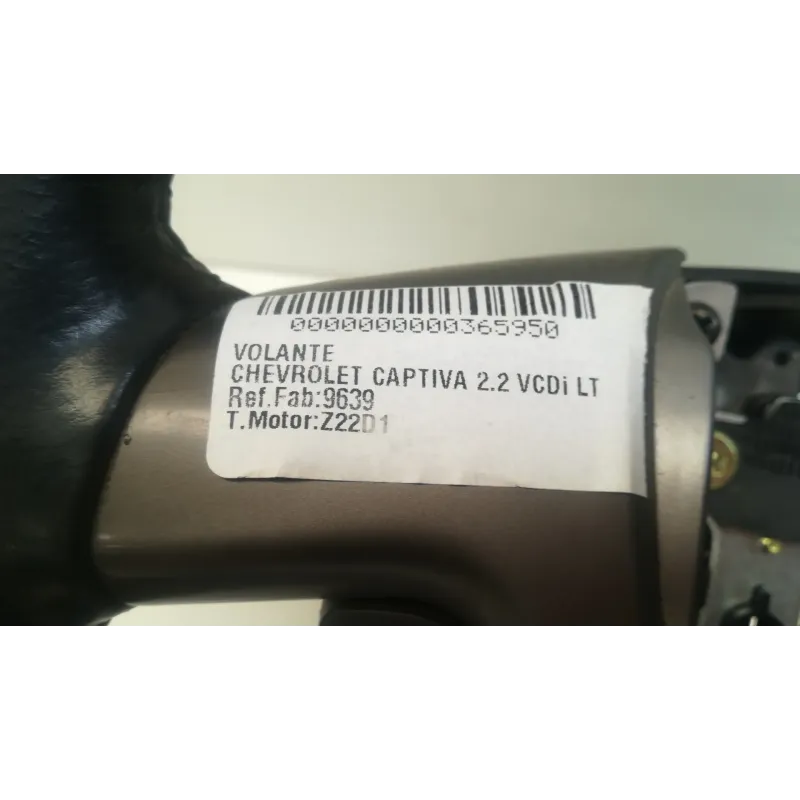 0000000000365950
VOLANTE
CHEVROLET CAPTIVA 2.2 VCDi LT
Ref.Fab:9639
T.Motor:Z22D1